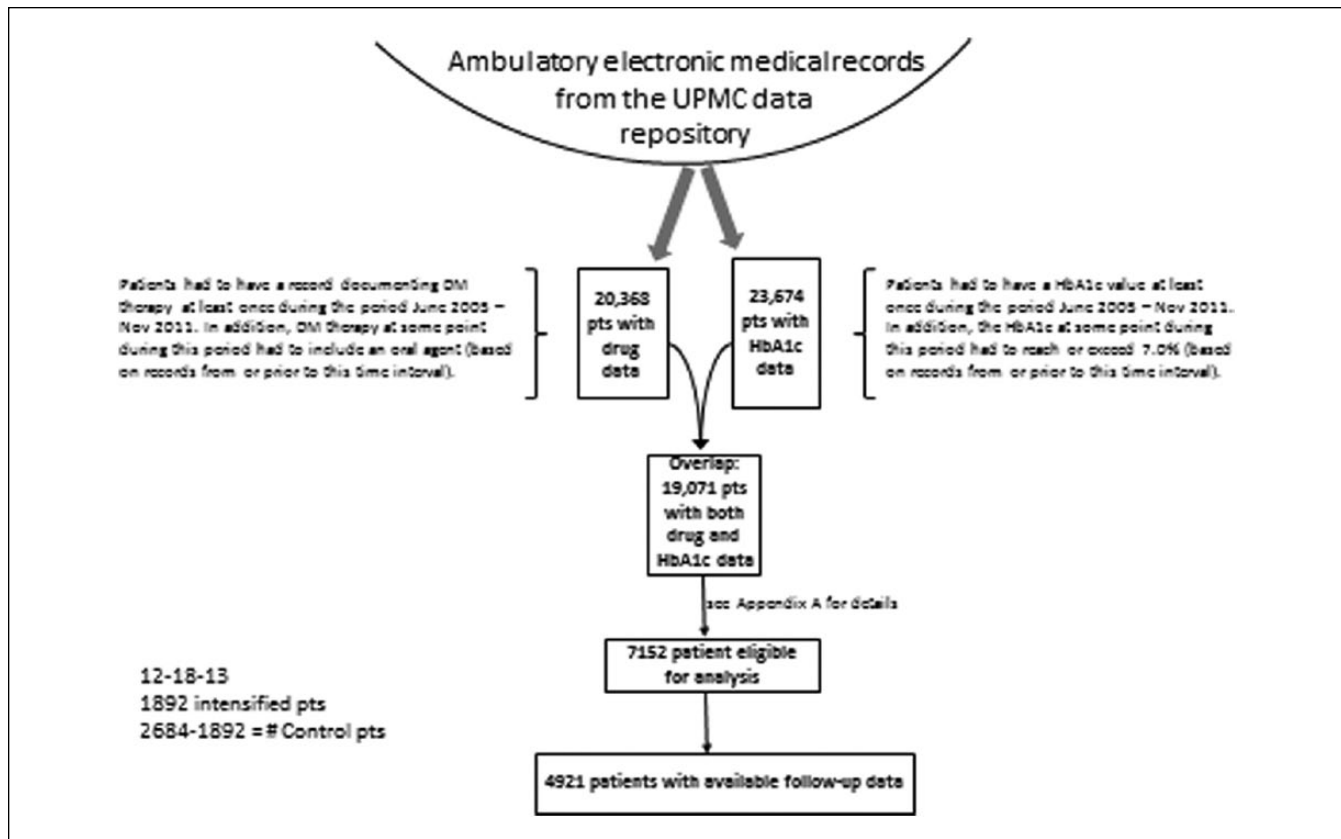 Ambulatory electronic medical records
from the UPMC data
repository
Patients had to have a record documenting DM
therapy at least once during the period June 2005 –
Nov 2011. In addition, DM therapy at some point
during this period had to include an oral agent (based
on records from or prior to this time interval).
20,368
pts with
drug
data
23,674
pts with
HbA1c
data
Patients had to have a HbA1c value at least
once during the period June 2005 – Nov 2011.
In addition, the HbA1c at some point during
this period had to reach or exceed 7.0% (based
on records from or prior to this time interval).
Overlap:
19,071 pts
with both
drug and
HbA1c data
see Appendix A for details
7152 patient eligible
for analysis
12-18-13
1892 intensified pts
2684-1892 = # Control pts
4921 patients with available follow-up data